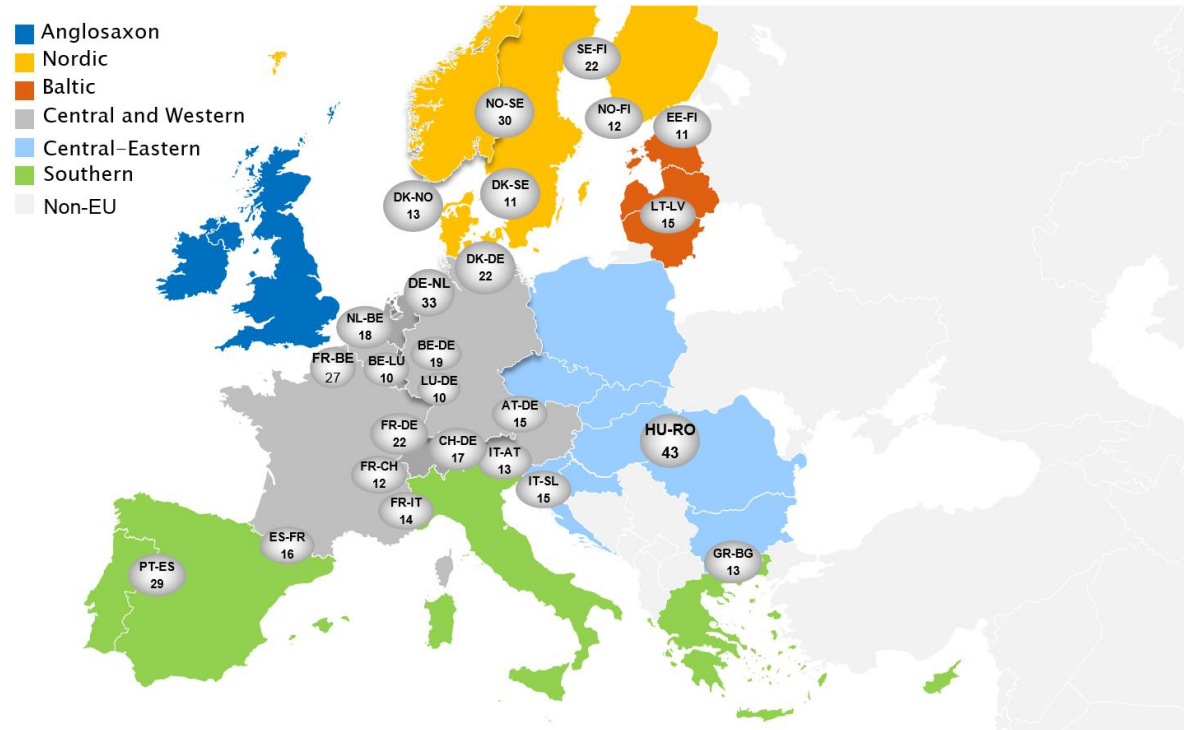 Anglosaxon
Nordic
Baltic
Central and Western
Central-Eastern
Southern
Non-EU
SE-FI
22
NO-SE
30
NO-FI
12
EE-FI
11
DK-NO
13
DK-SE
11
LT-LV
15
DK-DE
22
DE-NL
33
NL-BE
18
BE-DE
19
FR-BE
27
BE-LU
10
LU-DE
10
AT-DE
15
FR-DE
22
CH-DE
17
IT-AT
13
HU-RO
43
FR-CH
12
IT-SL
15
FR-IT
14
ES-FR
16
PT-ES
29
GR-BG
13